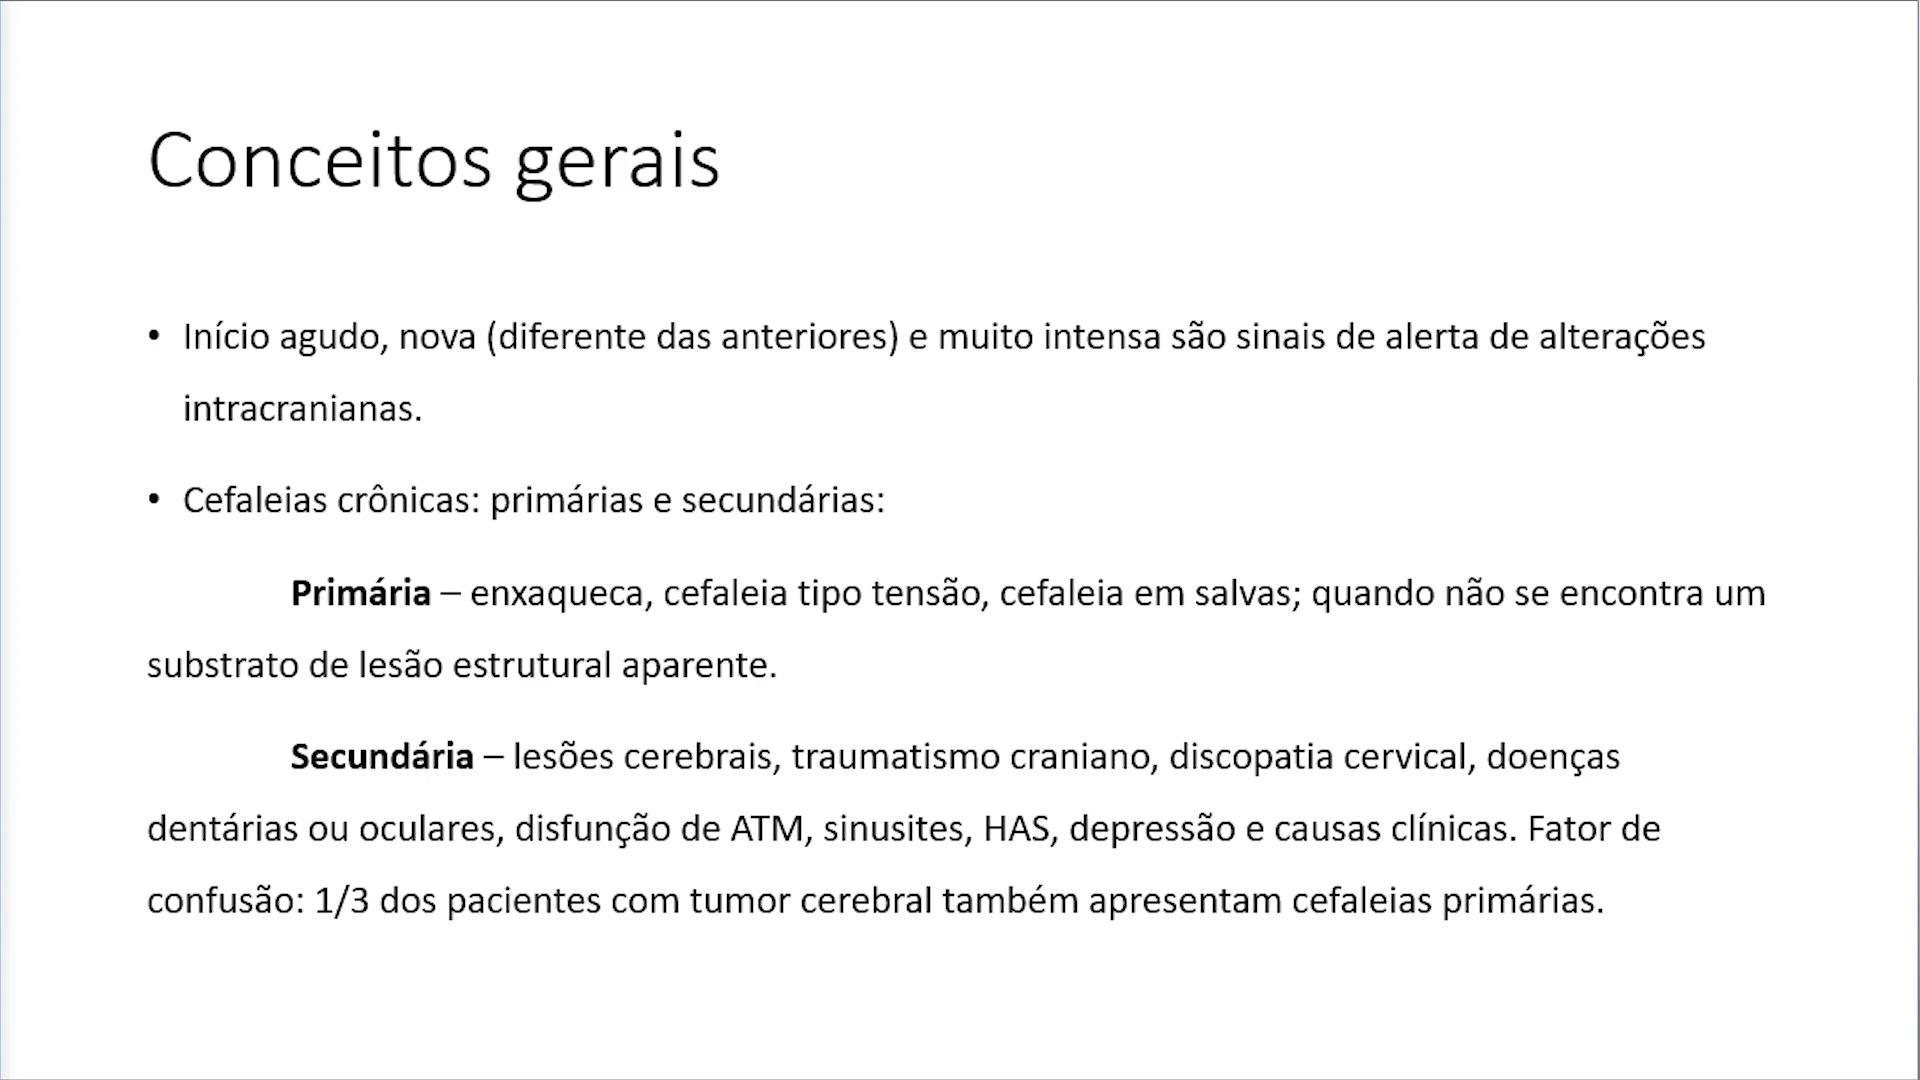 Conceitos gerais
• Início agudo, nova (diferente das anteriores) e muito intensa são sinais de alerta de alterações
intracranianas.
• Cefaleias crônicas: primárias e secundárias:
Primária – enxaqueca, cefaleia tipo tensão, cefaleia em salvas; quando não se encontra um
substrato de lesão estrutural aparente.
Secundária – lesões cerebrais, traumatismo craniano, discopatia cervical, doenças
dentárias ou oculares, disfunção de ATM, sinusites, HAS, depressão e causas clínicas. Fator de
confusão: 1/3 dos pacientes com tumor cerebral também apresentam cefaleias primárias.